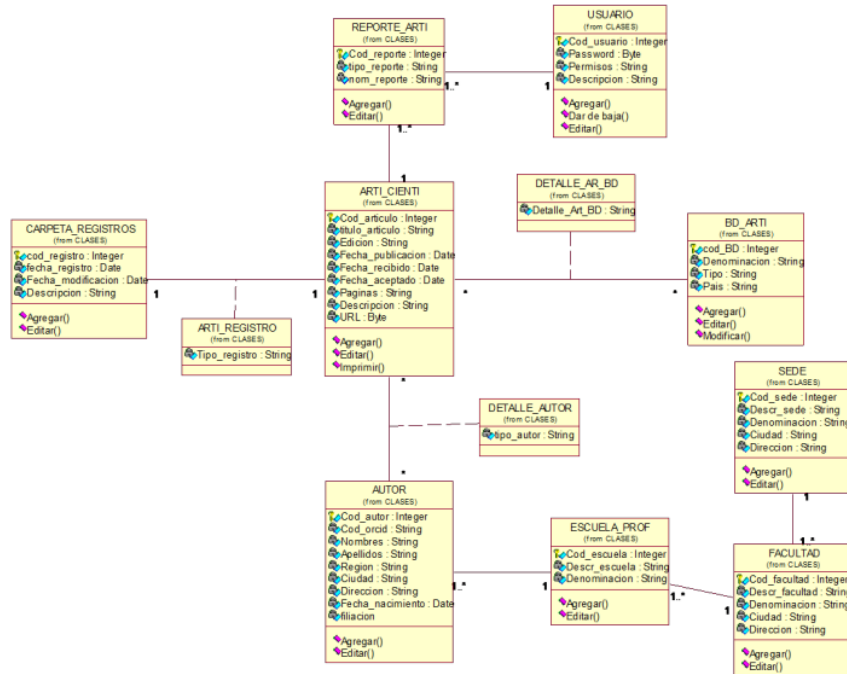 REPORTE_ARTI
(from CLASES)
Cod_reporte : Integer
tipo_reporte : String
nom_reporte : String
Agregar()
Editar()
1..*
1..*
USUARIO
(from CLASES)
Cod_usuario : Integer
Password : Byte
Permisos : String
Descripcion : String
Agregar()
Dar de baja()
Editar()
1
1
ARTI_CIENTI
(from CLASES)
Cod_articulo : Integer
titulo_articulo : String
Edicion : String
Fecha_publicacion : Date
Fecha_recibido : Date
Fecha_aceptado : Date
Paginas : String
Descripcion : String
URL : Byte
Agregar()
Editar()
Imprimir()
1
*
*
DETALLE_AR_BD
(from CLASES)
Detalle_Art_BD : String
CARPETA_REGISTROS
(from CLASES)
cod_registro : Integer
fecha_registro : Date
Fecha_modificacion : Date
Descripcion : String
Agregar()
Editar()
1
ARTI_REGISTRO
(from CLASES)
Tipo_registro : String
BD_ARTI
(from CLASES)
cod_BD : Integer
Denominacion : String
Tipo : String
Pais : String
Agregar()
Editar()
Modificar()
*
DETALLE_AUTOR
(from CLASES)
tipo_autor : String
SEDE
(from CLASES)
Cod_sede : Integer
Descr_sede : String
Denominacion : String
Ciudad : String
Direccion : String
Agregar()
Editar()
1
*
AUTOR
(from CLASES)
Cod_autor : Integer
Cod_orcid : String
Nombres : String
Apellidos : String
Region : String
Ciudad : String
Direccion : String
Fecha_nacimiento : Date
filiacion
Agregar()
Editar()
1..*
ESCUELA_PROF
(from CLASES)
Cod_escuela : Integer
Descr_escuela : String
Denominacion : String
Agregar()
Editar()
1
1..*
1..*
FACULTAD
(from CLASES)
Cod_facultad : Integer
Descr_facultad : String
Denominacion : String
Ciudad : String
Direccion : String
Agregar()
Editar()
1